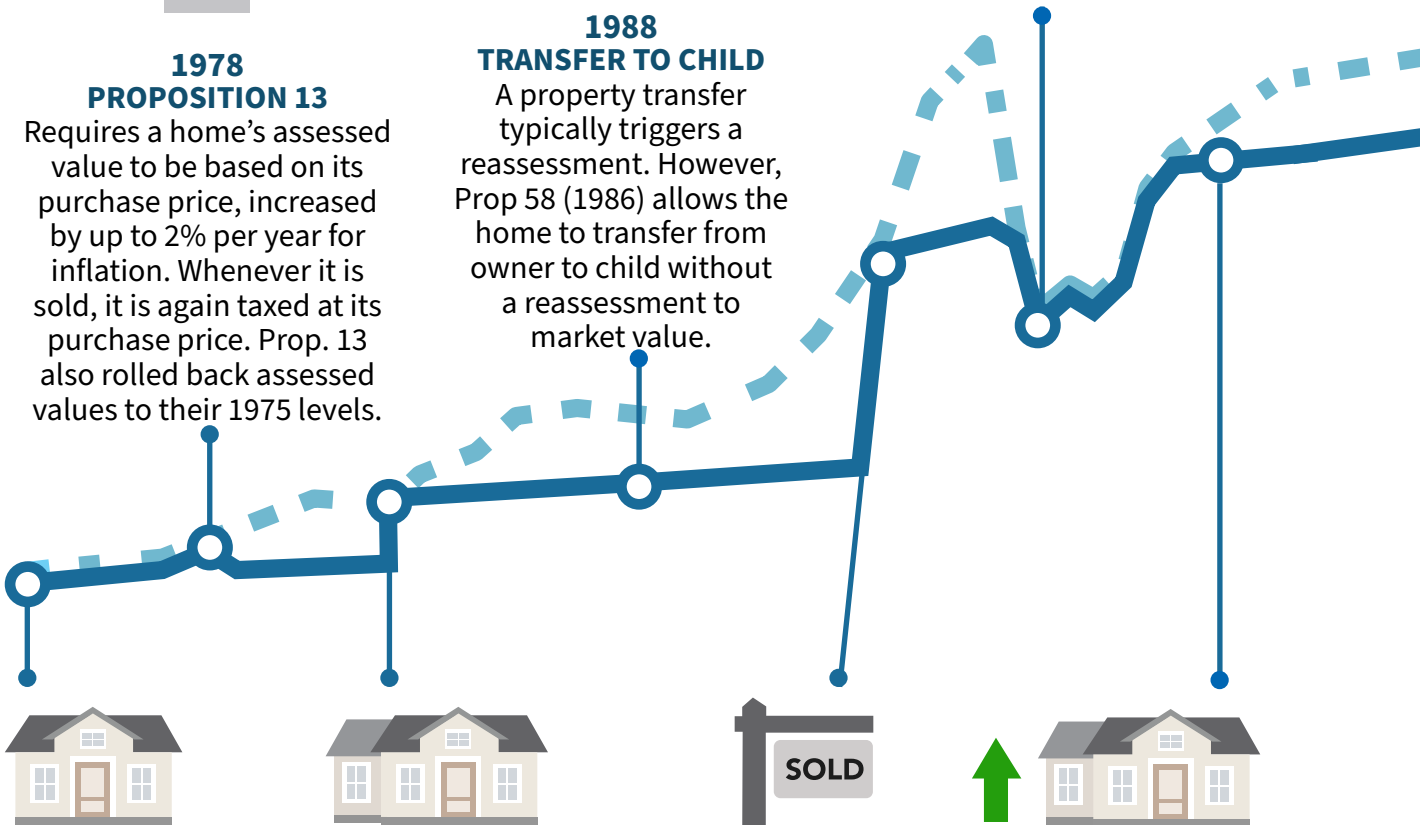 1978
PROPOSITION 13
Requires a home’s assessed
value to be based on its
purchase price, increased
by up to 2% per year for
inflation. Whenever it is
sold, it is again taxed at its
purchase price. Prop. 13
also rolled back assessed
values to their 1975 levels.
1988
TRANSFER TO CHILD
A property transfer
typically triggers a
reassessment. However,
Prop 58 (1986) allows the
home to transfer from
owner to child without
a reassessment to
market value.
SOLD